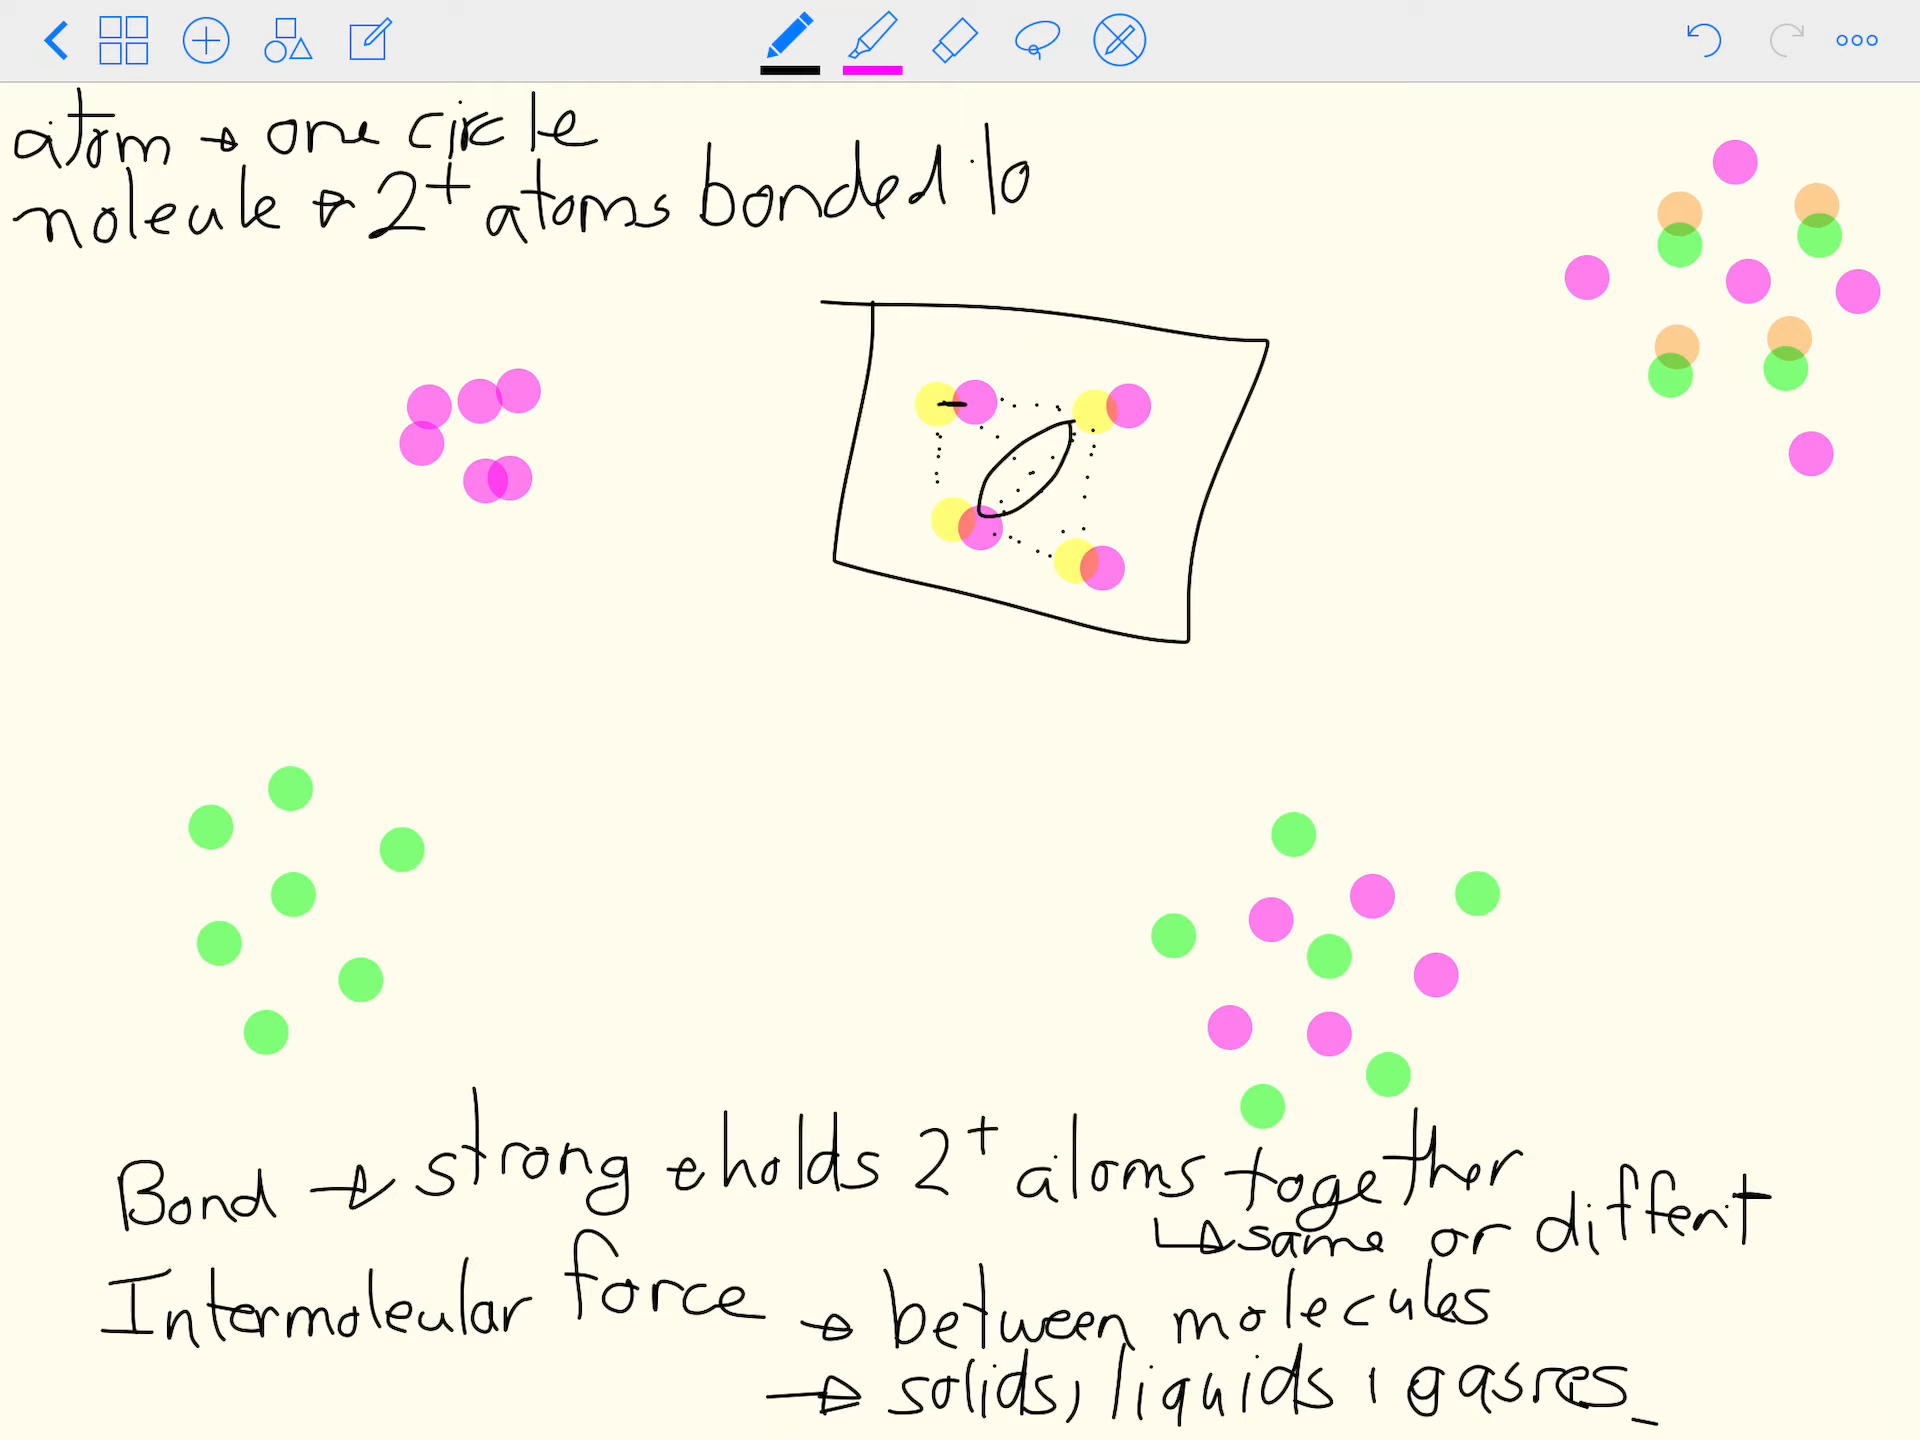 atom → one circle
molecule → 2+ atoms bonded to
Bond → strong & holds 2+ atoms together
↳ same or different
Intermolecular force → between molecules
→ solids, liquids, gasses